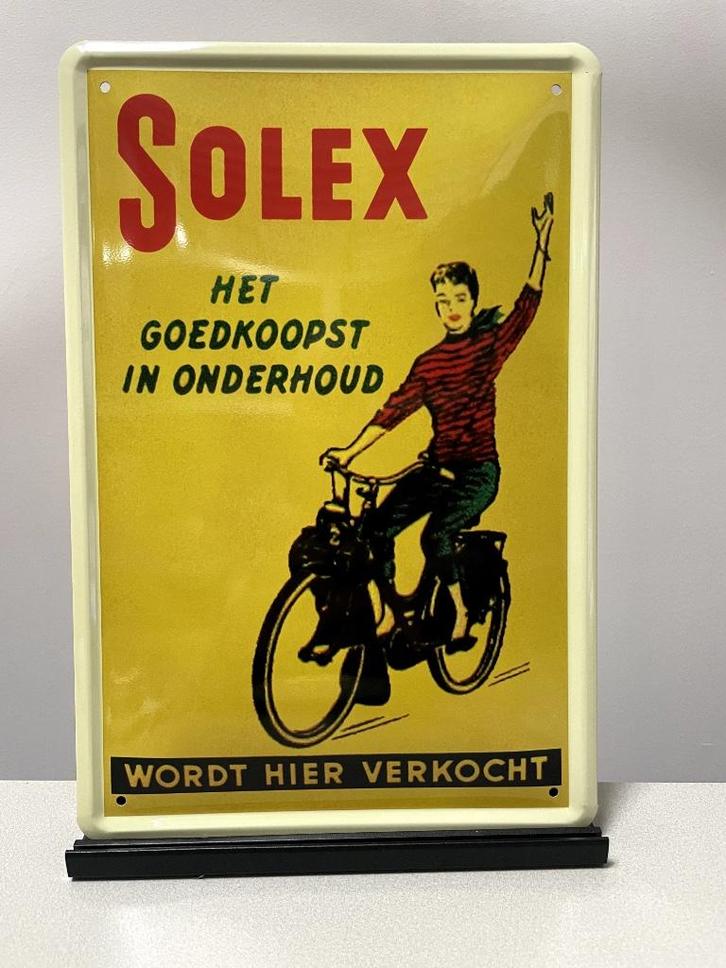 SOLEX
HET
GOEDKOOPST
IN ONDERHOUD
WORDT HIER VERKOCHT